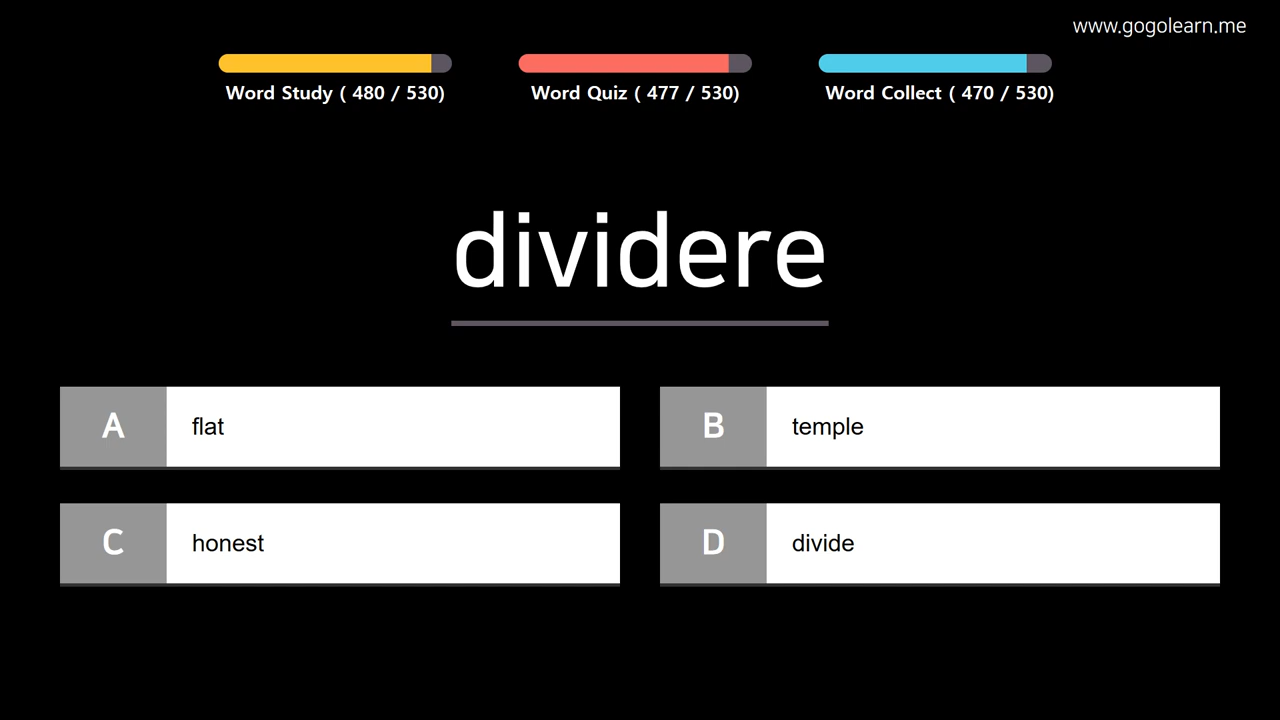 www.gogolearn.me
Word Study ( 480 / 530)
Word Quiz ( 477 / 530)
Word Collect ( 470 / 530)
dividere
A flat
B temple
C honest
D divide